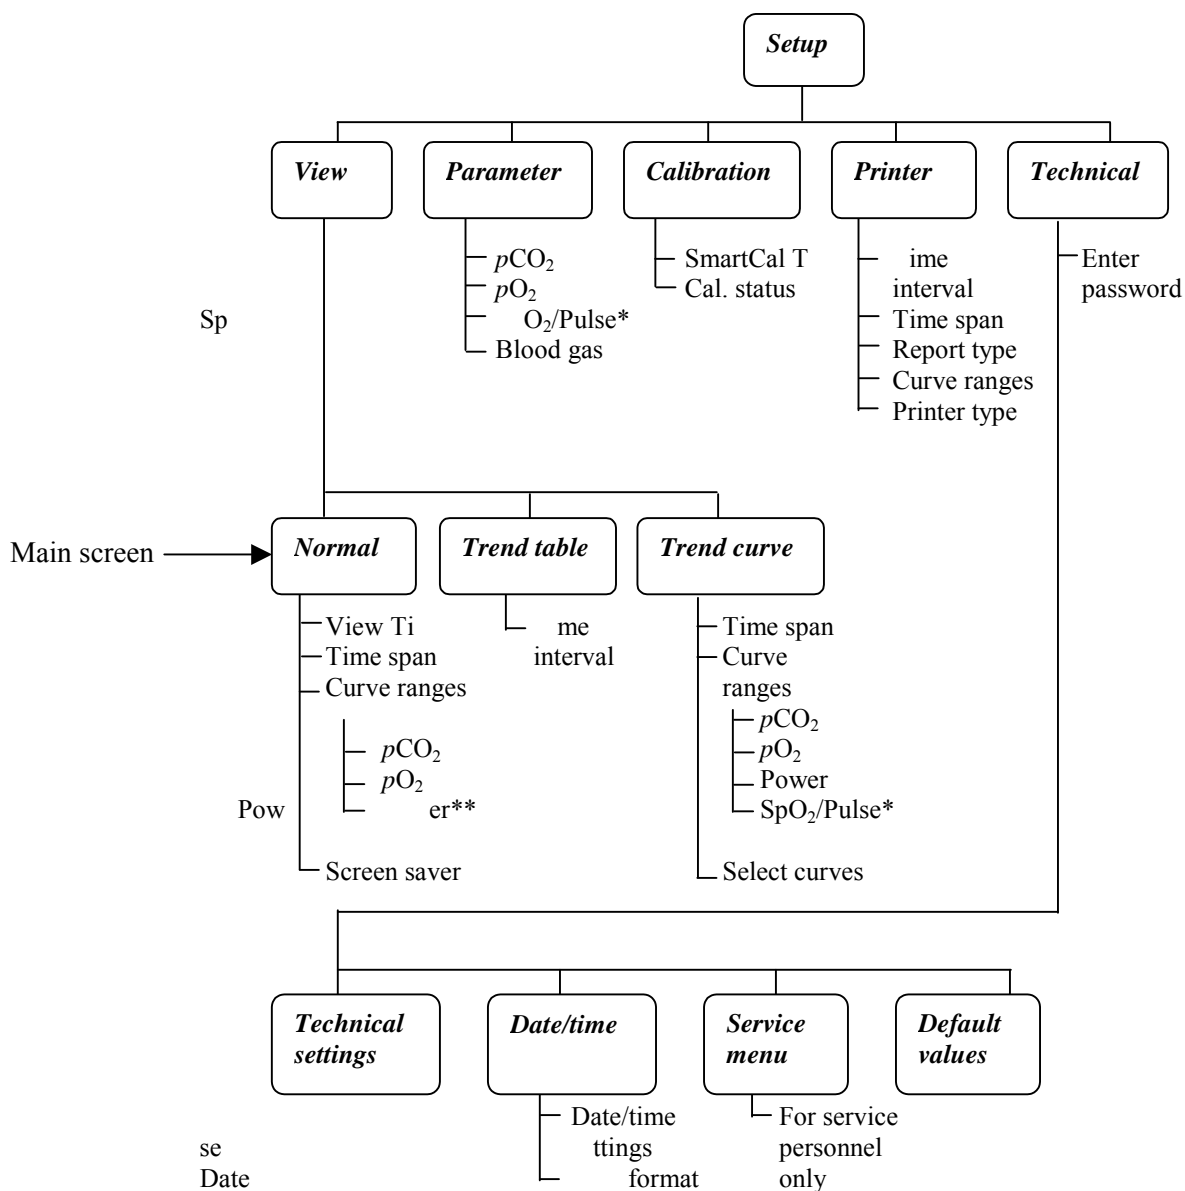 Setup
View
Parameter
Calibration
Printer
Technical
pCO₂
pO₂
Sp
O₂/Pulse*
Blood gas
SmartCal T
Cal. status
ime
interval
Time span
Report type
Curve ranges
Printer type
Enter
password
Main screen
Normal
Trend table
Trend curve
View Ti
Time span
Curve ranges
pCO₂
pO₂
Pow
er**
Screen saver
me
interval
Time span
Curve
ranges
pCO₂
pO₂
Power
SpO₂/Pulse*
Select curves
Technical
settings
Date/time
Service
menu
Default
values
Date/time
se
ttings
Date
format
For service
personnel
only